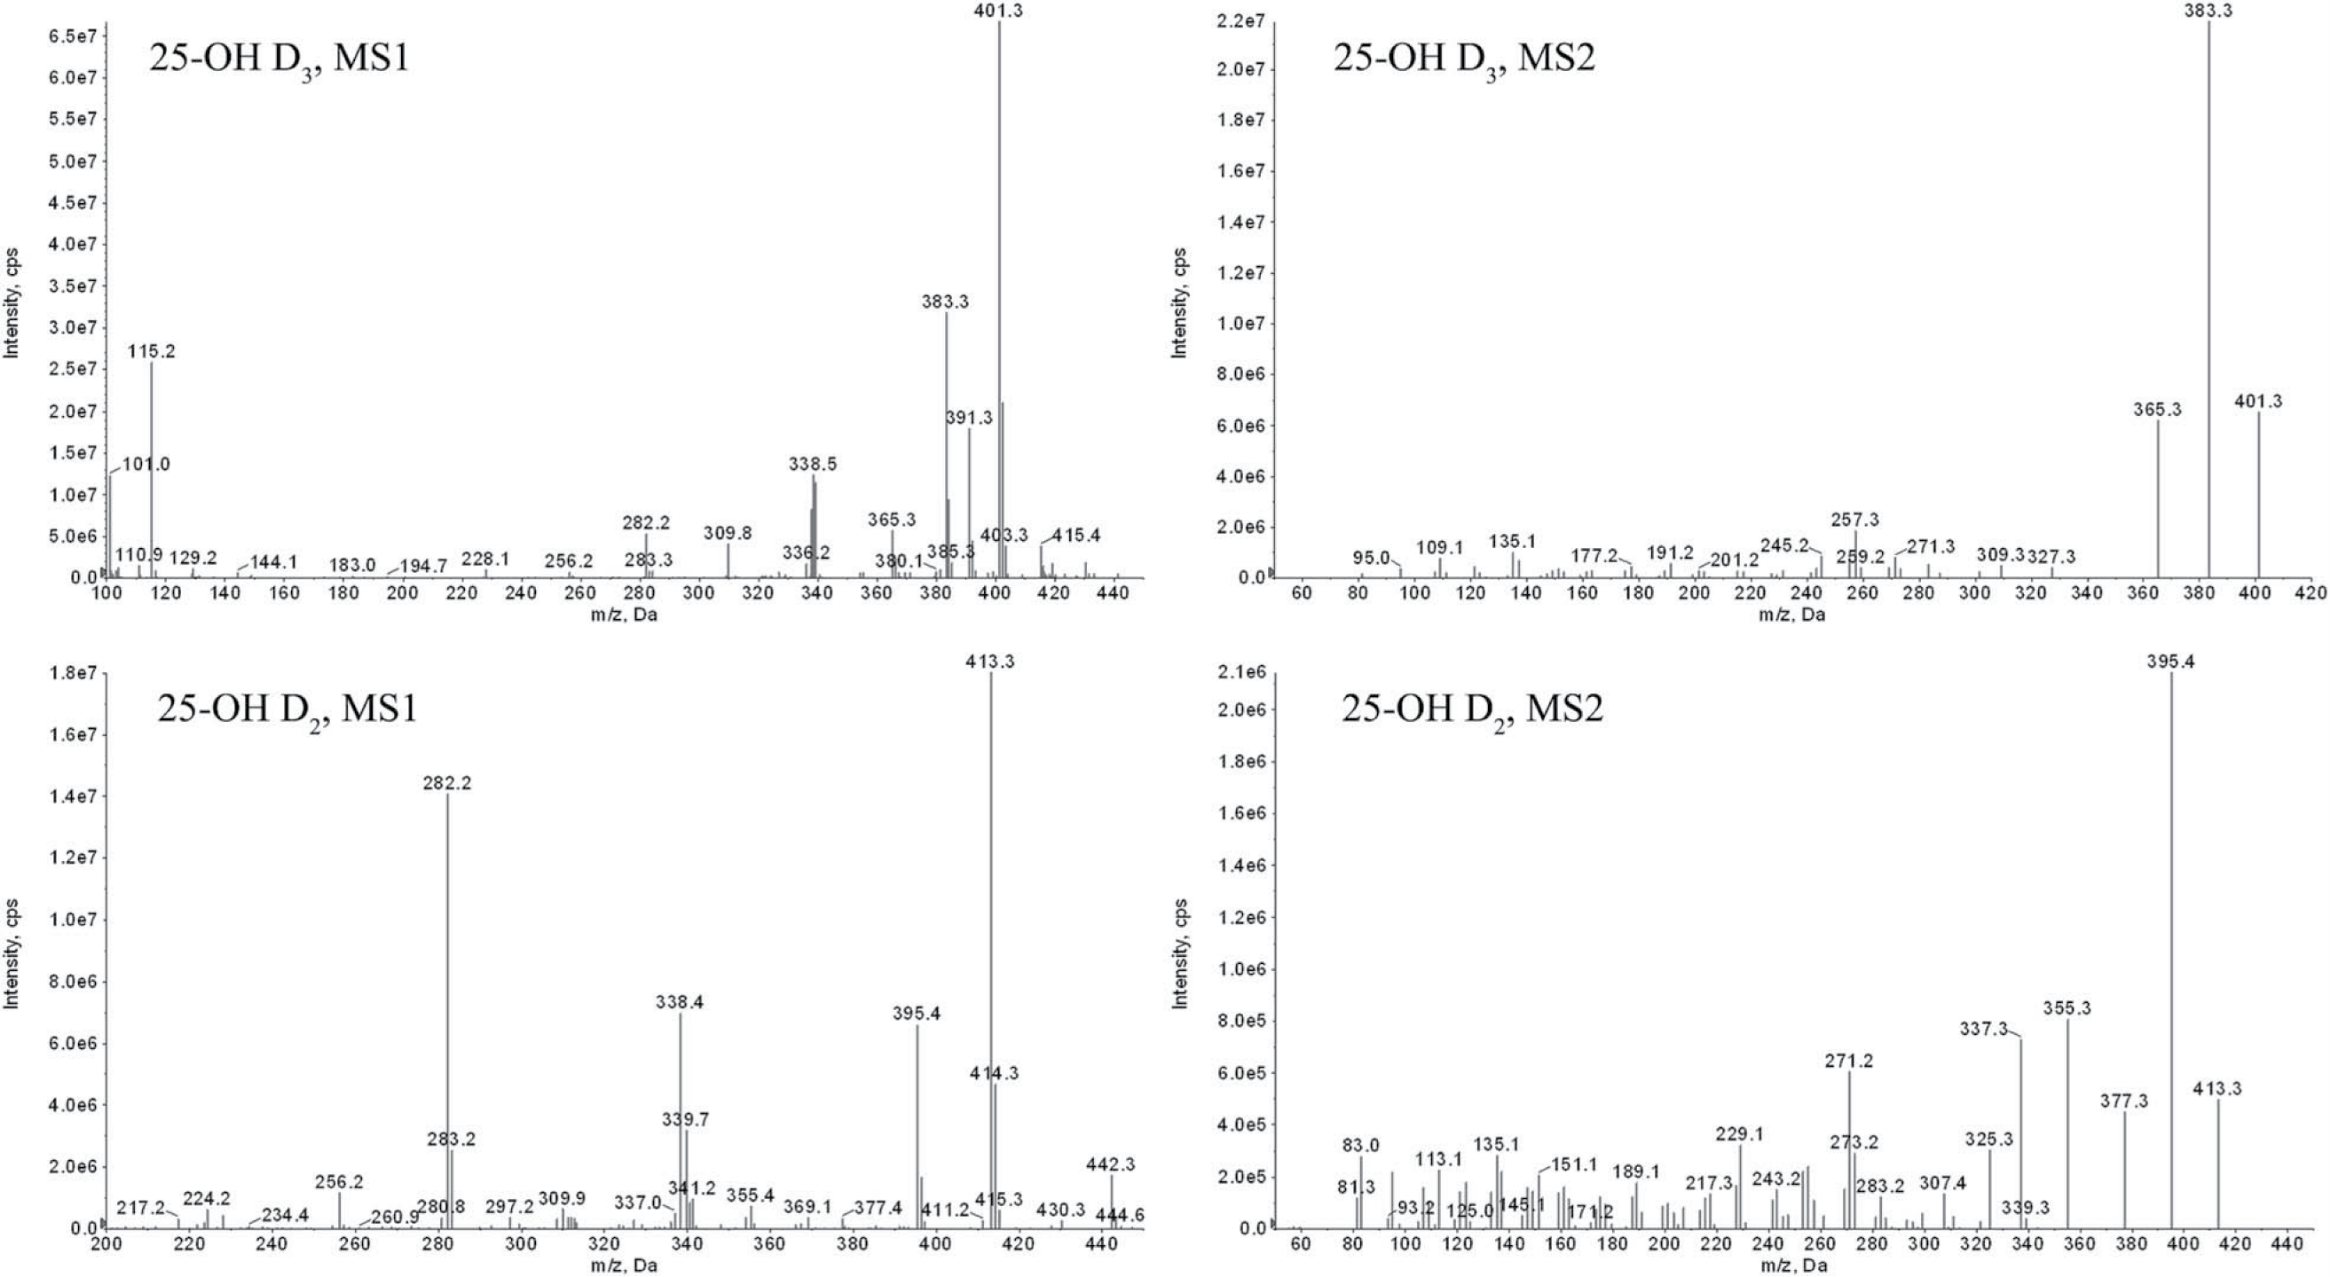 25-OH D3, MS1
Intensity, cps
6.5e7
6.0e7
5.5e7
5.0e7
4.5e7
4.0e7
3.5e7
3.0e7
2.5e7
2.0e7
1.5e7
1.0e7
5.0e6
0.0
101.0
110.9
115.2
129.2
144.1
183.0
194.7
228.1
256.2
282.2
283.3
309.8
336.2
338.5
365.3
380.1
383.3
385.3
391.3
401.3
403.3
415.4
100 120 140 160 180 200 220 240 260 280 300 320 340 360 380 400 420 440
m/z, Da
25-OH D3, MS2
Intensity, cps
2.2e7
2.0e7
1.8e7
1.6e7
1.4e7
1.2e7
1.0e7
8.0e6
6.0e6
4.0e6
2.0e6
0.0
95.0
109.1
135.1
177.2
191.2
201.2
245.2
257.3
259.2
271.3
309.3
327.3
365.3
383.3
401.3
60 80 100 120 140 160 180 200 220 240 260 280 300 320 340 360 380 400 420
m/z, Da
25-OH D2, MS1
Intensity, cps
1.8e7
1.6e7
1.4e7
1.2e7
1.0e7
8.0e6
6.0e6
4.0e6
2.0e6
0.0
217.2
224.2
234.4
256.2
260.9
280.8
282.2
283.2
297.2
309.9
337.0
338.4
339.7
341.2
355.4
369.1
377.4
395.4
411.2
413.3
414.3
415.3
430.3
442.3
444.6
200 220 240 260 280 300 320 340 360 380 400 420 440
m/z, Da
25-OH D2, MS2
Intensity, cps
2.1e6
2.0e6
1.8e6
1.6e6
1.4e6
1.2e6
1.0e6
8.0e5
6.0e5
4.0e5
2.0e5
0.0
81.3
83.0
93.2
113.1
125.0
135.1
145.1
151.1
171.2
189.1
217.3
229.1
243.2
271.2
273.2
283.2
307.4
325.3
337.3
339.3
355.3
377.3
395.4
413.3
60 80 100 120 140 160 180 200 220 240 260 280 300 320 340 360 380 400 420 440
m/z, Da